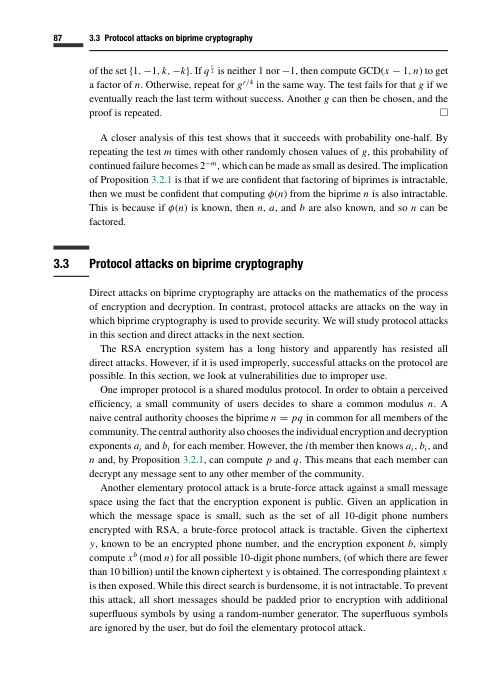 87 3.3 Protocol attacks on biprime cryptography
of the set {1, −1, k, −k}. If q^{r/2} is neither 1 nor −1, then compute GCD(x − 1, n) to get
a factor of n. Otherwise, repeat for g^{r/4} in the same way. The test fails for that g if we
eventually reach the last term without success. Another g can then be chosen, and the
proof is repeated. □
A closer analysis of this test shows that it succeeds with probability one-half. By
repeating the test m times with other randomly chosen values of g, this probability of
continued failure becomes 2^{−m}, which can be made as small as desired. The implication
of Proposition 3.2.1 is that if we are confident that factoring of biprimes is intractable,
then we must be confident that computing ϕ(n) from the biprime n is also intractable.
This is because if ϕ(n) is known, then n, a, and b are also known, and so n can be
factored.
3.3 Protocol attacks on biprime cryptography
Direct attacks on biprime cryptography are attacks on the mathematics of the process
of encryption and decryption. In contrast, protocol attacks are attacks on the way in
which biprime cryptography is used to provide security. We will study protocol attacks
in this section and direct attacks in the next section.
The RSA encryption system has a long history and apparently has resisted all
direct attacks. However, if it is used improperly, successful attacks on the protocol are
possible. In this section, we look at vulnerabilities due to improper use.
One improper protocol is a shared modulus protocol. In order to obtain a perceived
efficiency, a small community of users decides to share a common modulus n. A
naive central authority chooses the biprime n = pq in common for all members of the
community. The central authority also chooses the individual encryption and decryption
exponents a_i and b_i for each member. However, the ith member then knows a_i, b_i, and
n and, by Proposition 3.2.1, can compute p and q. This means that each member can
decrypt any message sent to any other member of the community.
Another elementary protocol attack is a brute-force attack against a small message
space using the fact that the encryption exponent is public. Given an application in
which the message space is small, such as the set of all 10-digit phone numbers
encrypted with RSA, a brute-force protocol attack is tractable. Given the ciphertext
y, known to be an encrypted phone number, and the encryption exponent b, simply
compute x^b (mod n) for all possible 10-digit phone numbers, (of which there are fewer
than 10 billion) until the known ciphertext y is obtained. The corresponding plaintext x
is then exposed. While this direct search is burdensome, it is not intractable. To prevent
this attack, all short messages should be padded prior to encryption with additional
superfluous symbols by using a random-number generator. The superfluous symbols
are ignored by the user, but do foil the elementary protocol attack.